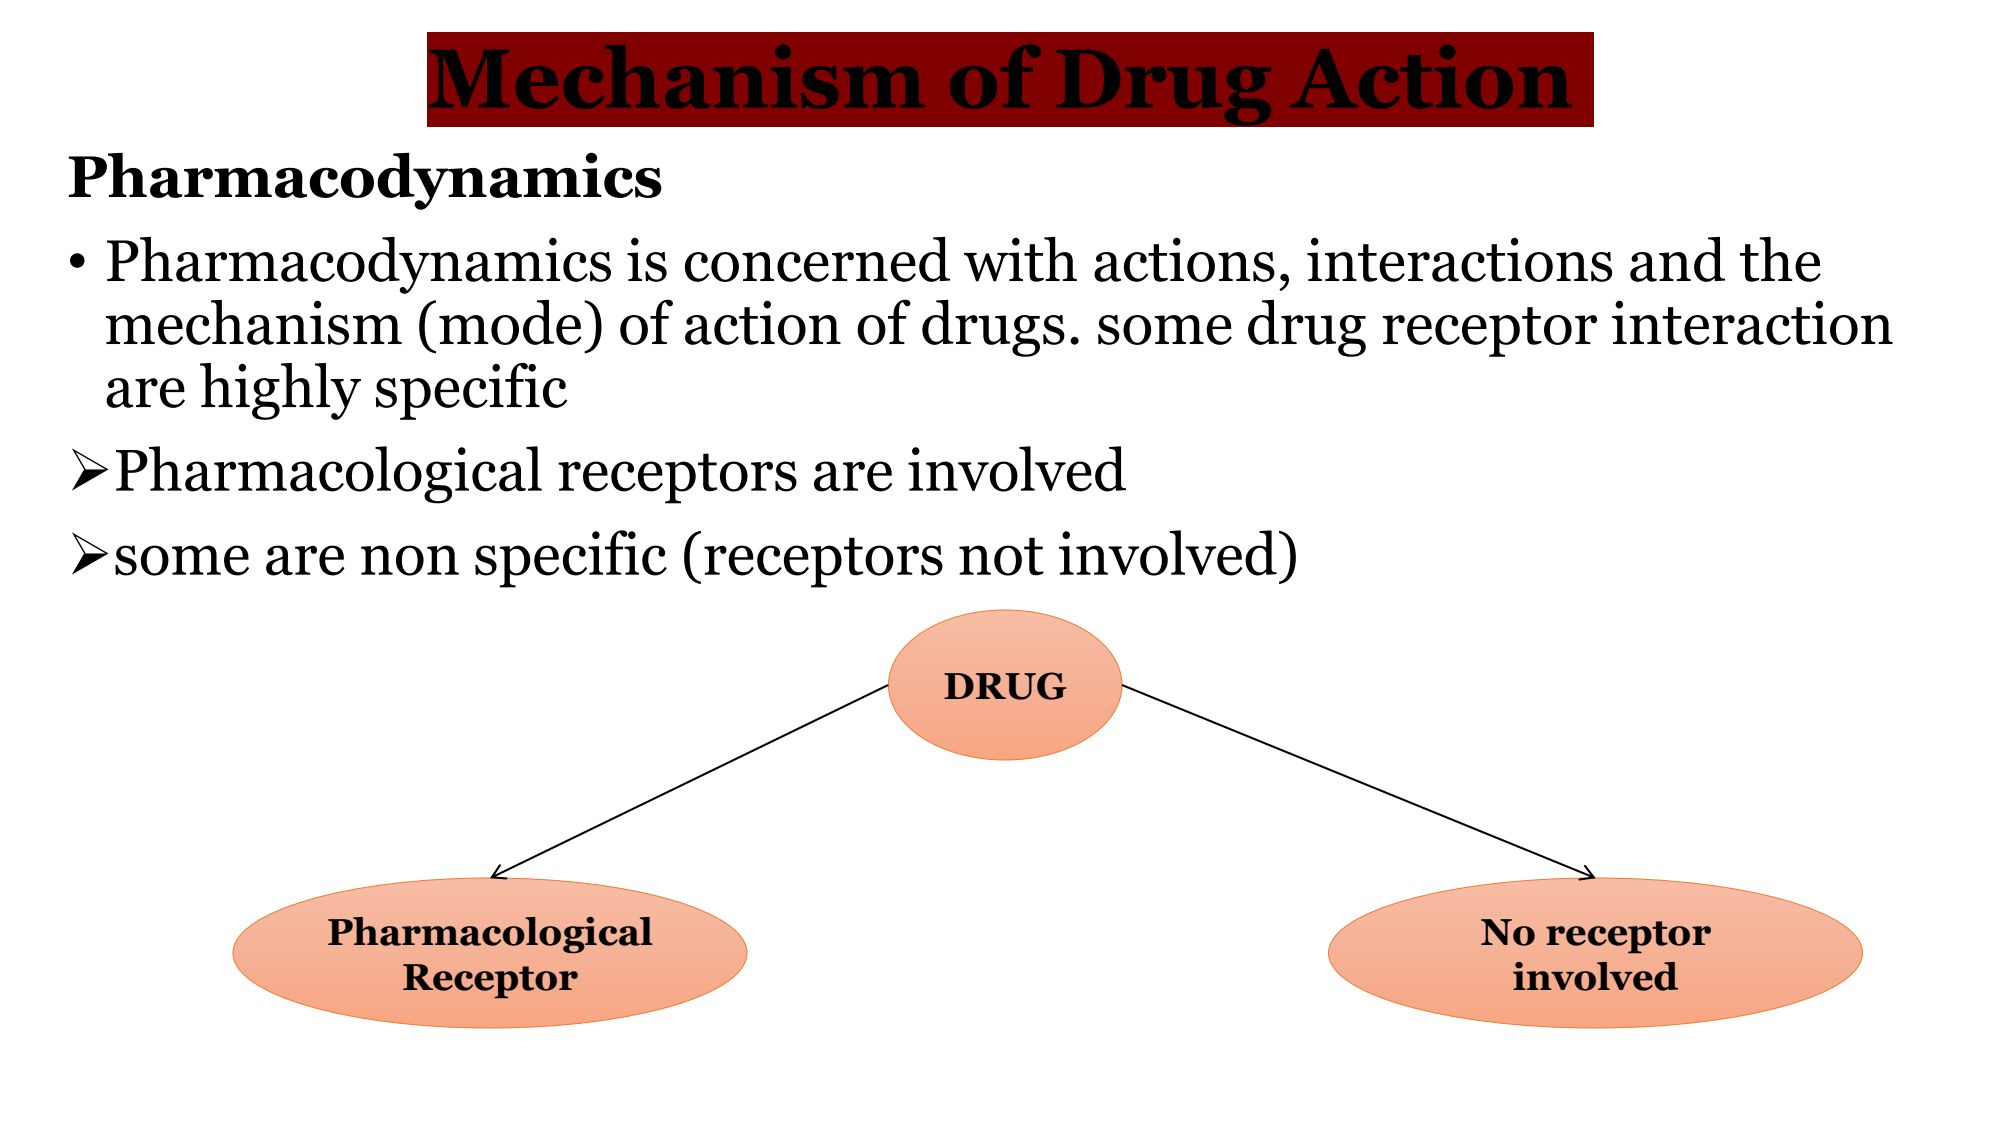 Mechanism of Drug Action
Pharmacodynamics
• Pharmacodynamics is concerned with actions, interactions and the
mechanism (mode) of action of drugs. some drug receptor interaction
are highly specific
➢Pharmacological receptors are involved
➢some are non specific (receptors not involved)
DRUG
Pharmacological
Receptor
No receptor
involved